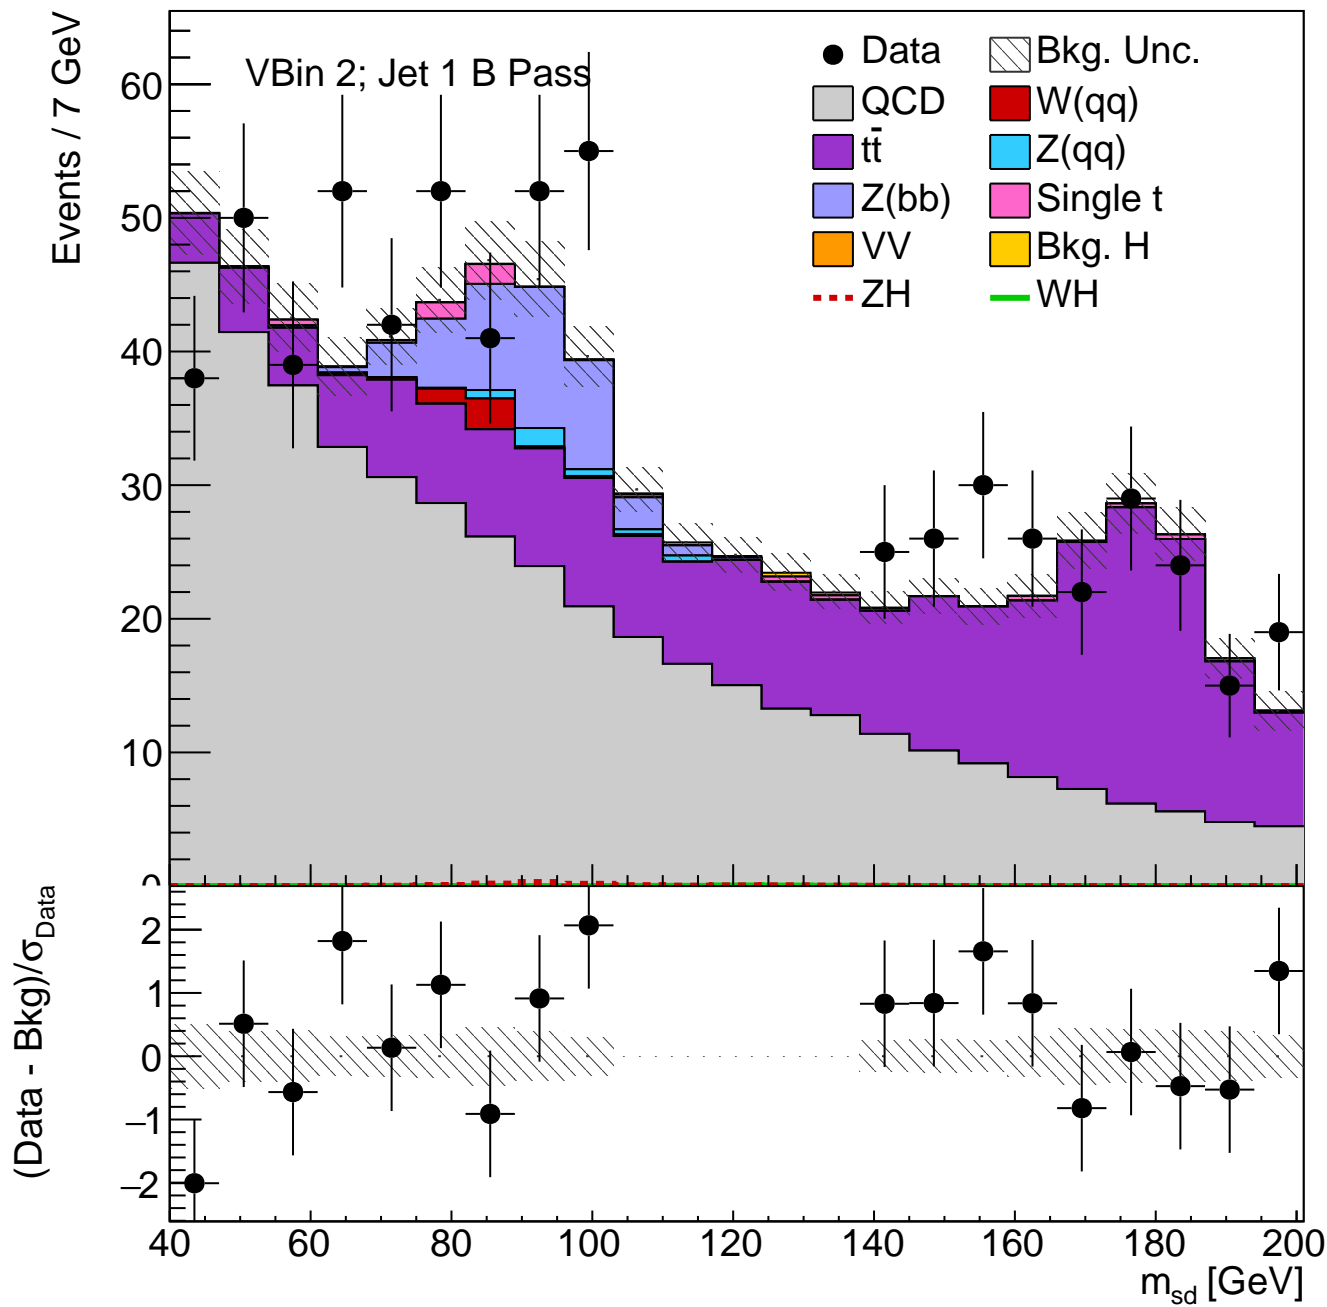 VBin 2; Jet 1 B Pass
Data
Bkg. Unc.
QCD
W(qq)
tt̄
Z(qq)
Z(bb)
Single t
VV
Bkg. H
ZH
WH
Events / 7 GeV
60
50
40
30
20
10
0
(Data - Bkg)/σData
2
1
0
−1
−2
40 60 80 100 120 140 160 180 200
msd [GeV]